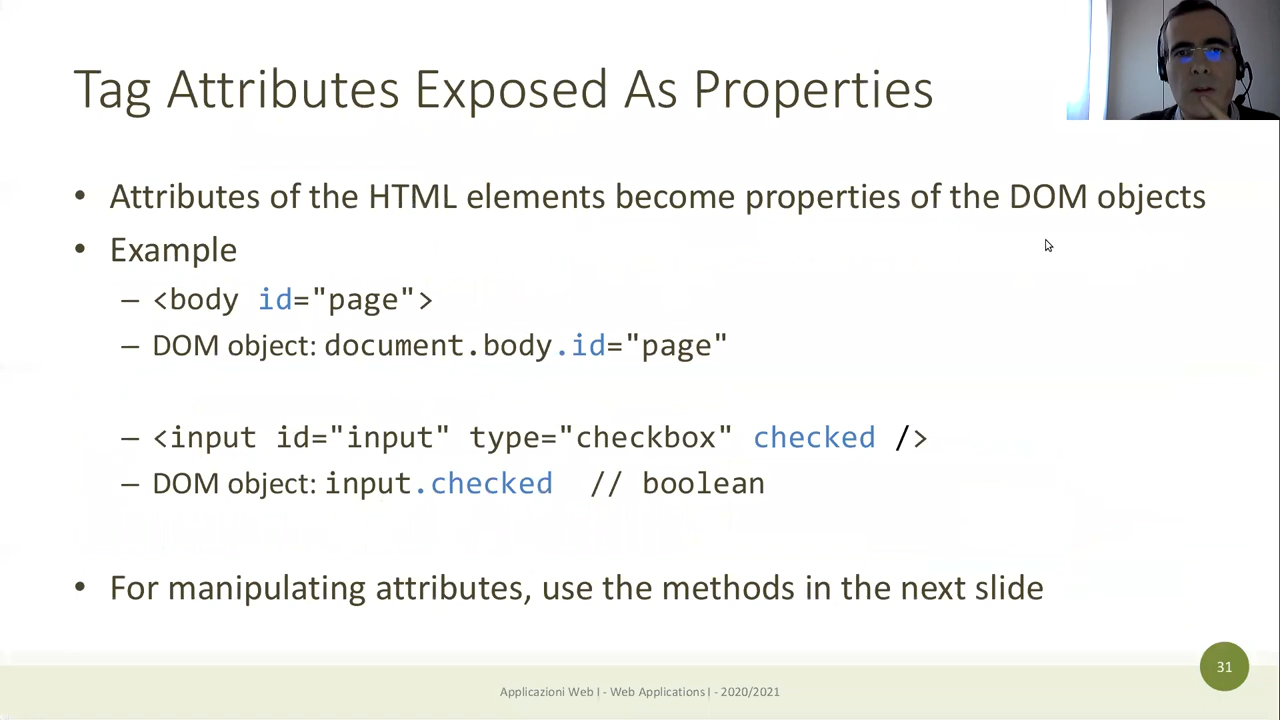 Tag Attributes Exposed As Properties
• Attributes of the HTML elements become properties of the DOM objects
• Example
– <body id="page">
– DOM object: document.body.id="page"
– <input id="input" type="checkbox" checked />
– DOM object: input.checked // boolean
• For manipulating attributes, use the methods in the next slide
31
Applicazioni Web I - Web Applications I - 2020/2021